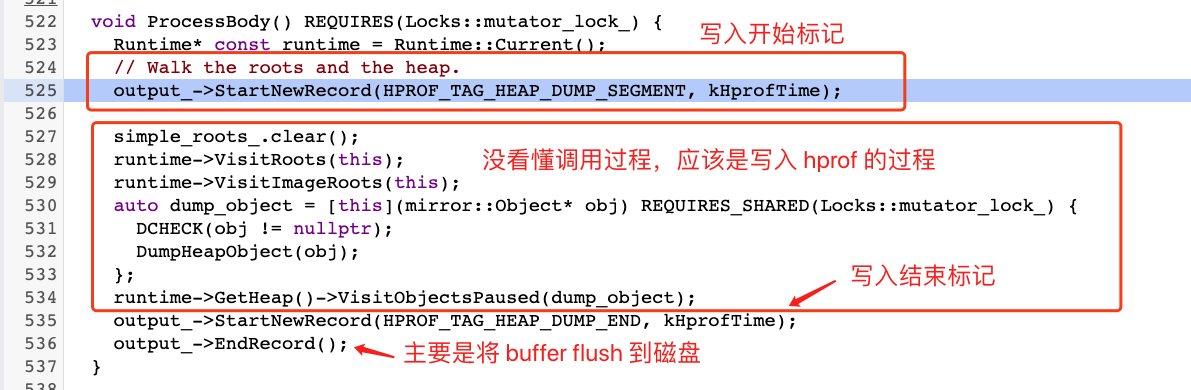 521
522 void ProcessBody() REQUIRES(Locks::mutator_lock_) {
523 Runtime* const runtime = Runtime::Current();
写入开始标记
524 // Walk the roots and the heap.
525 output_->StartNewRecord(HPROF_TAG_HEAP_DUMP_SEGMENT, kHprofTime);
526
527 simple_roots_.clear();
528 runtime->VisitRoots(this);
没看懂调用过程，应该是写入 hprof 的过程
529 runtime->VisitImageRoots(this);
530 auto dump_object = [this](mirror::Object* obj) REQUIRES_SHARED(Locks::mutator_lock_) {
531 DCHECK(obj != nullptr);
532 DumpHeapObject(obj);
533 };
写入结束标记
534 runtime->GetHeap()->VisitObjectsPaused(dump_object);
535 output_->StartNewRecord(HPROF_TAG_HEAP_DUMP_END, kHprofTime);
536 output_->EndRecord();
主要是将 buffer flush 到磁盘
537 }
538